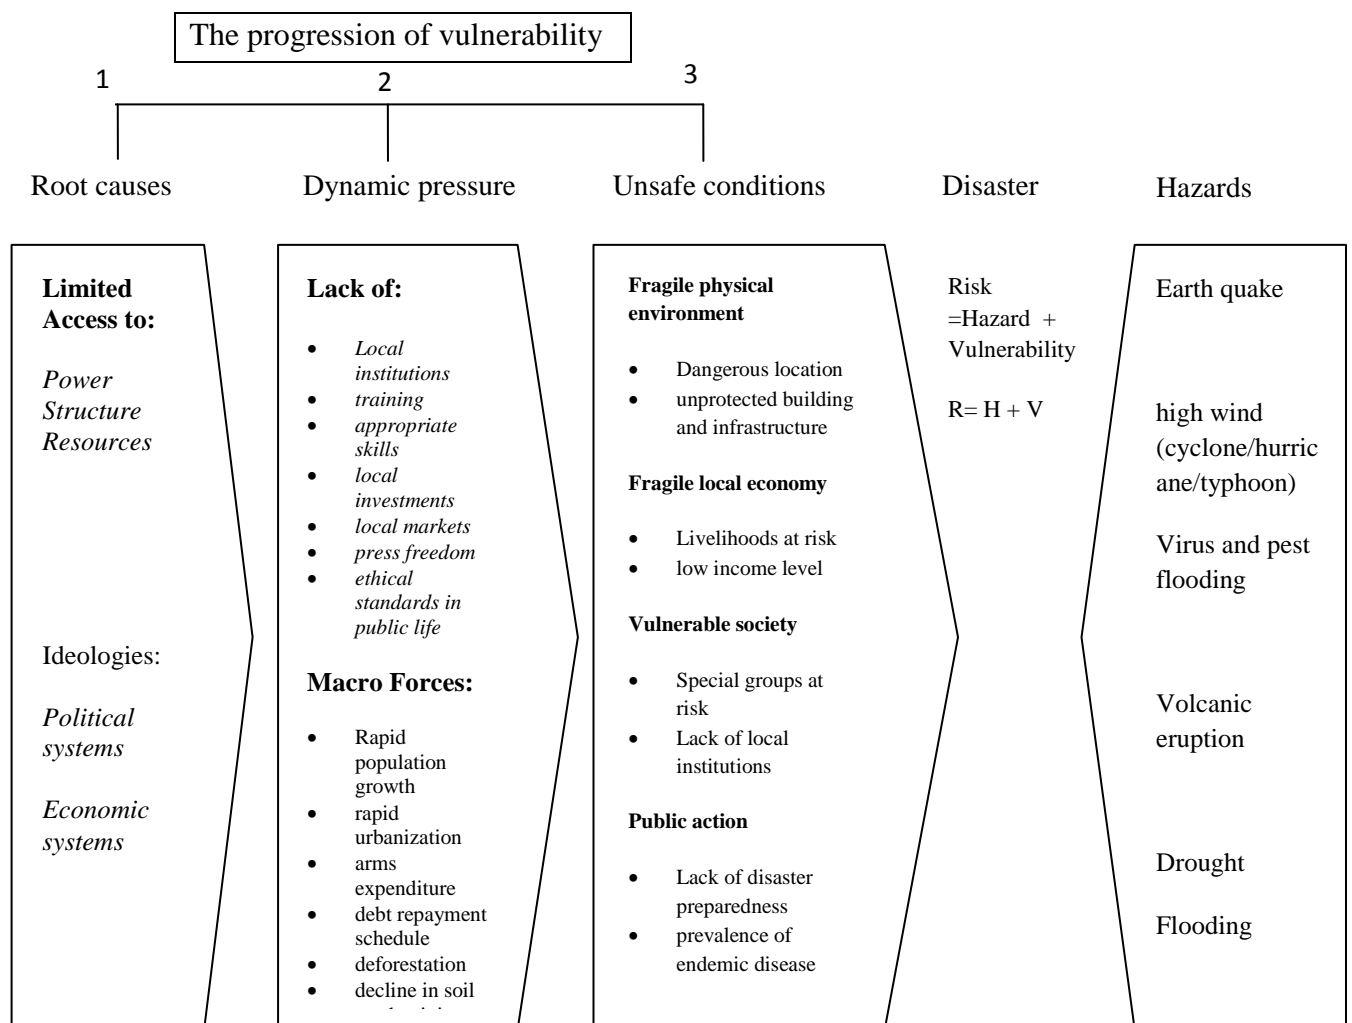 The progression of vulnerability
1
2
3
Root causes
Dynamic pressure
Unsafe conditions
Disaster
Hazards
Limited
Access to:
Power
Structure
Resources
Ideologies:
Political
systems
Economic
systems
Lack of:
• Local
institutions
• training
• appropriate
skills
• local
investments
• local markets
• press freedom
• ethical
standards in
public life
Macro Forces:
• Rapid
population
growth
• rapid
urbanization
• arms
expenditure
• debt repayment
schedule
• deforestation
• decline in soil
Fragile physical
environment
• Dangerous location
• unprotected building
and infrastructure
Fragile local economy
• Livelihoods at risk
• low income level
Vulnerable society
• Special groups at
risk
• Lack of local
institutions
Public action
• Lack of disaster
preparedness
• prevalence of
endemic disease
Risk
=Hazard +
Vulnerability
R= H + V
Earth quake
high wind
(cyclone/hurric
ane/typhoon)
Virus and pest
flooding
Volcanic
eruption
Drought
Flooding